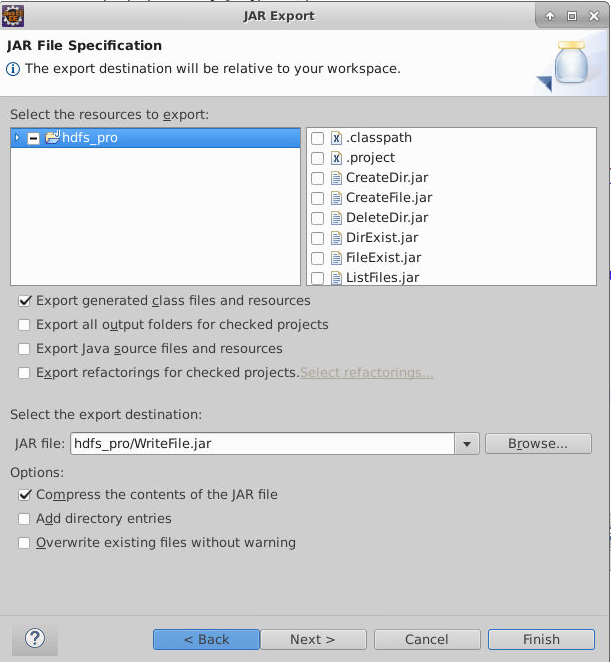 JAR Export
JAR File Specification
The export destination will be relative to your workspace.
Select the resources to export:
hdfs_pro
.classpath
.project
CreateDir.jar
CreateFile.jar
DeleteDir.jar
DirExist.jar
FileExist.jar
ListFiles.jar
Export generated class files and resources
Export all output folders for checked projects
Export Java source files and resources
Export refactorings for checked projects. Select refactorings...
Select the export destination:
JAR file: hdfs_pro/WriteFile.jar Browse...
Options:
Compress the contents of the JAR file
Add directory entries
Overwrite existing files without warning
? < Back Next > Cancel Finish